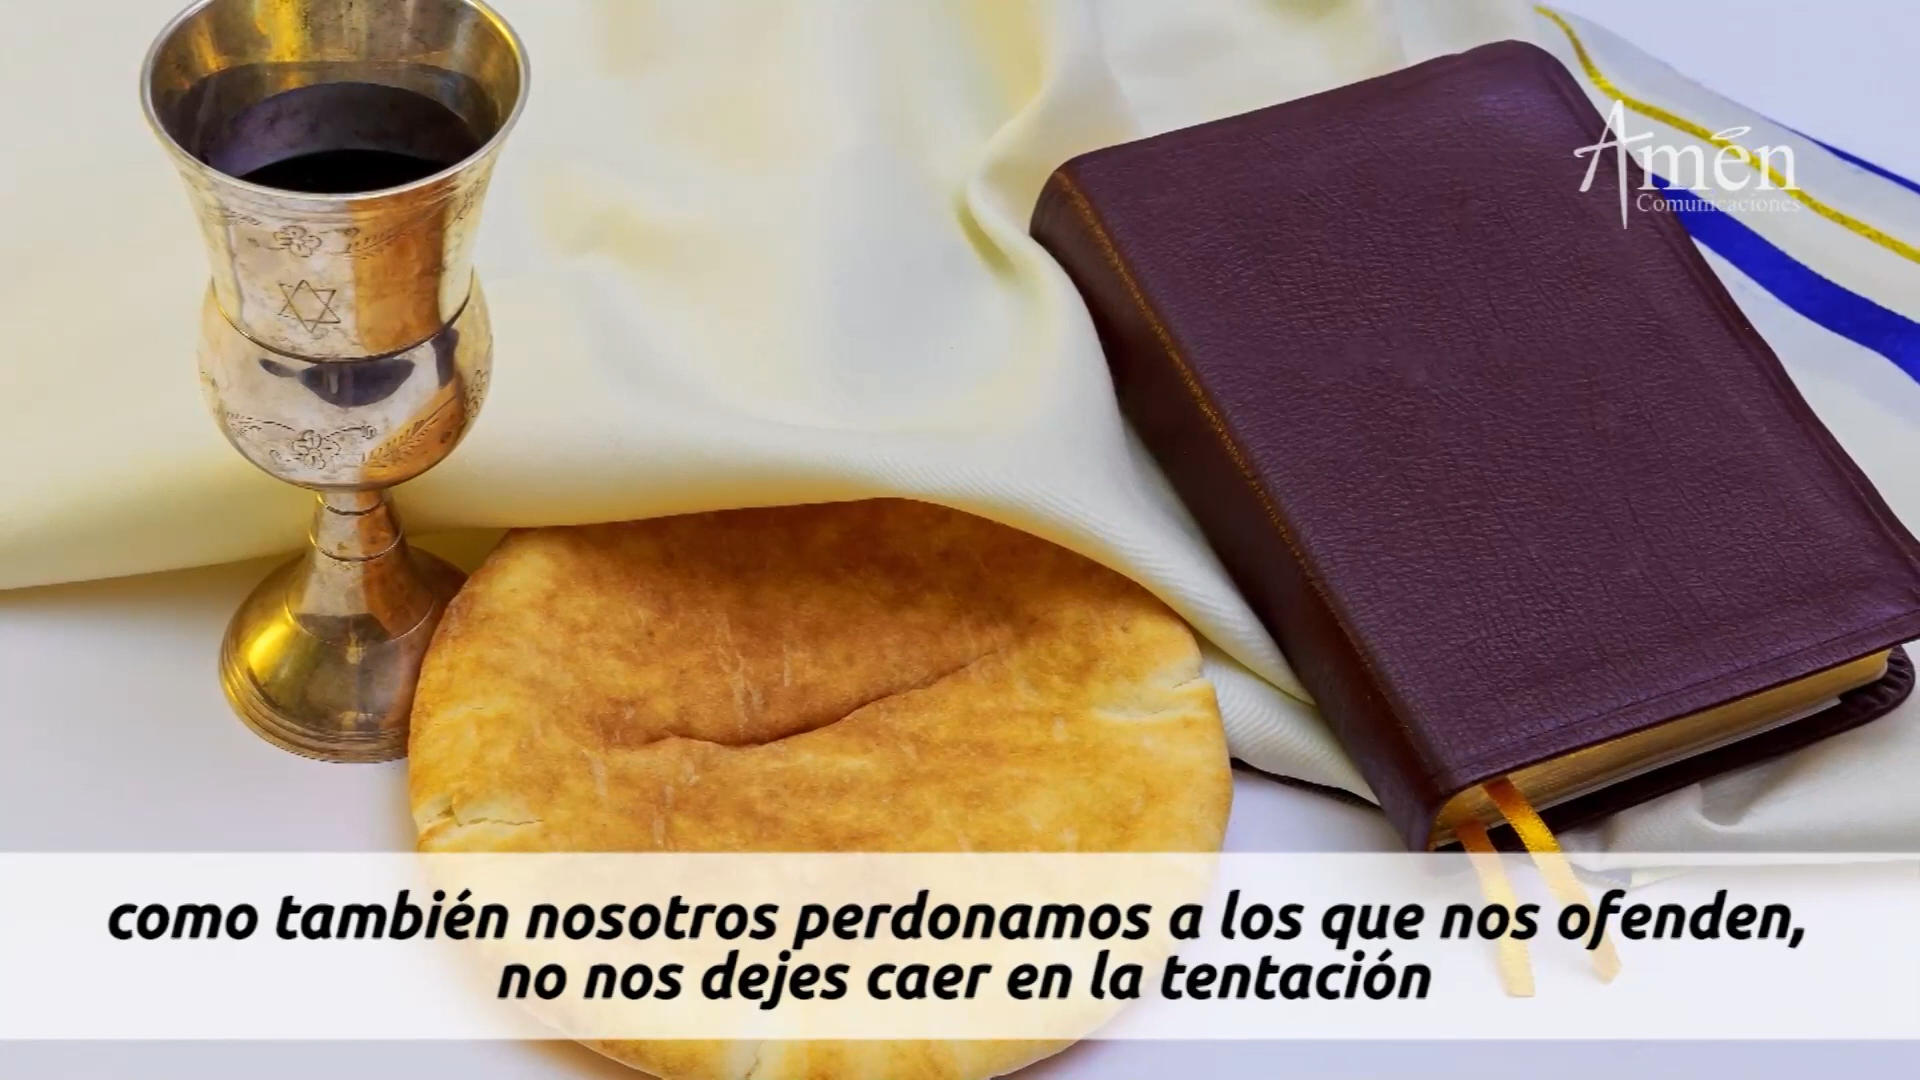 Amén
Comunicaciones
como también nosotros perdonamos a los que nos ofenden,
no nos dejes caer en la tentación